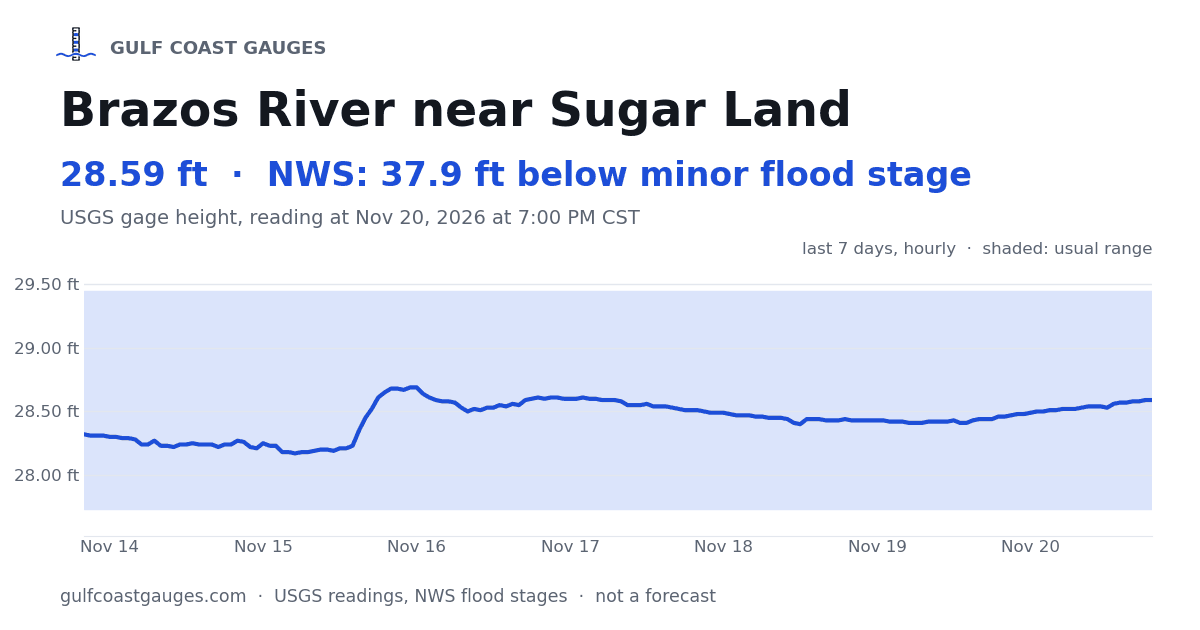 GULF COAST GAUGES
Brazos River near Sugar Land
28.59 ft · NWS: 37.9 ft below minor flood stage
USGS gage height, reading at Nov 20, 2026 at 7:00 PM CST
last 7 days, hourly · shaded: usual range
29.50 ft
29.00 ft
28.50 ft
28.00 ft
Nov 14 Nov 15 Nov 16 Nov 17 Nov 18 Nov 19 Nov 20
gulfcoastgauges.com · USGS readings, NWS flood stages · not a forecast